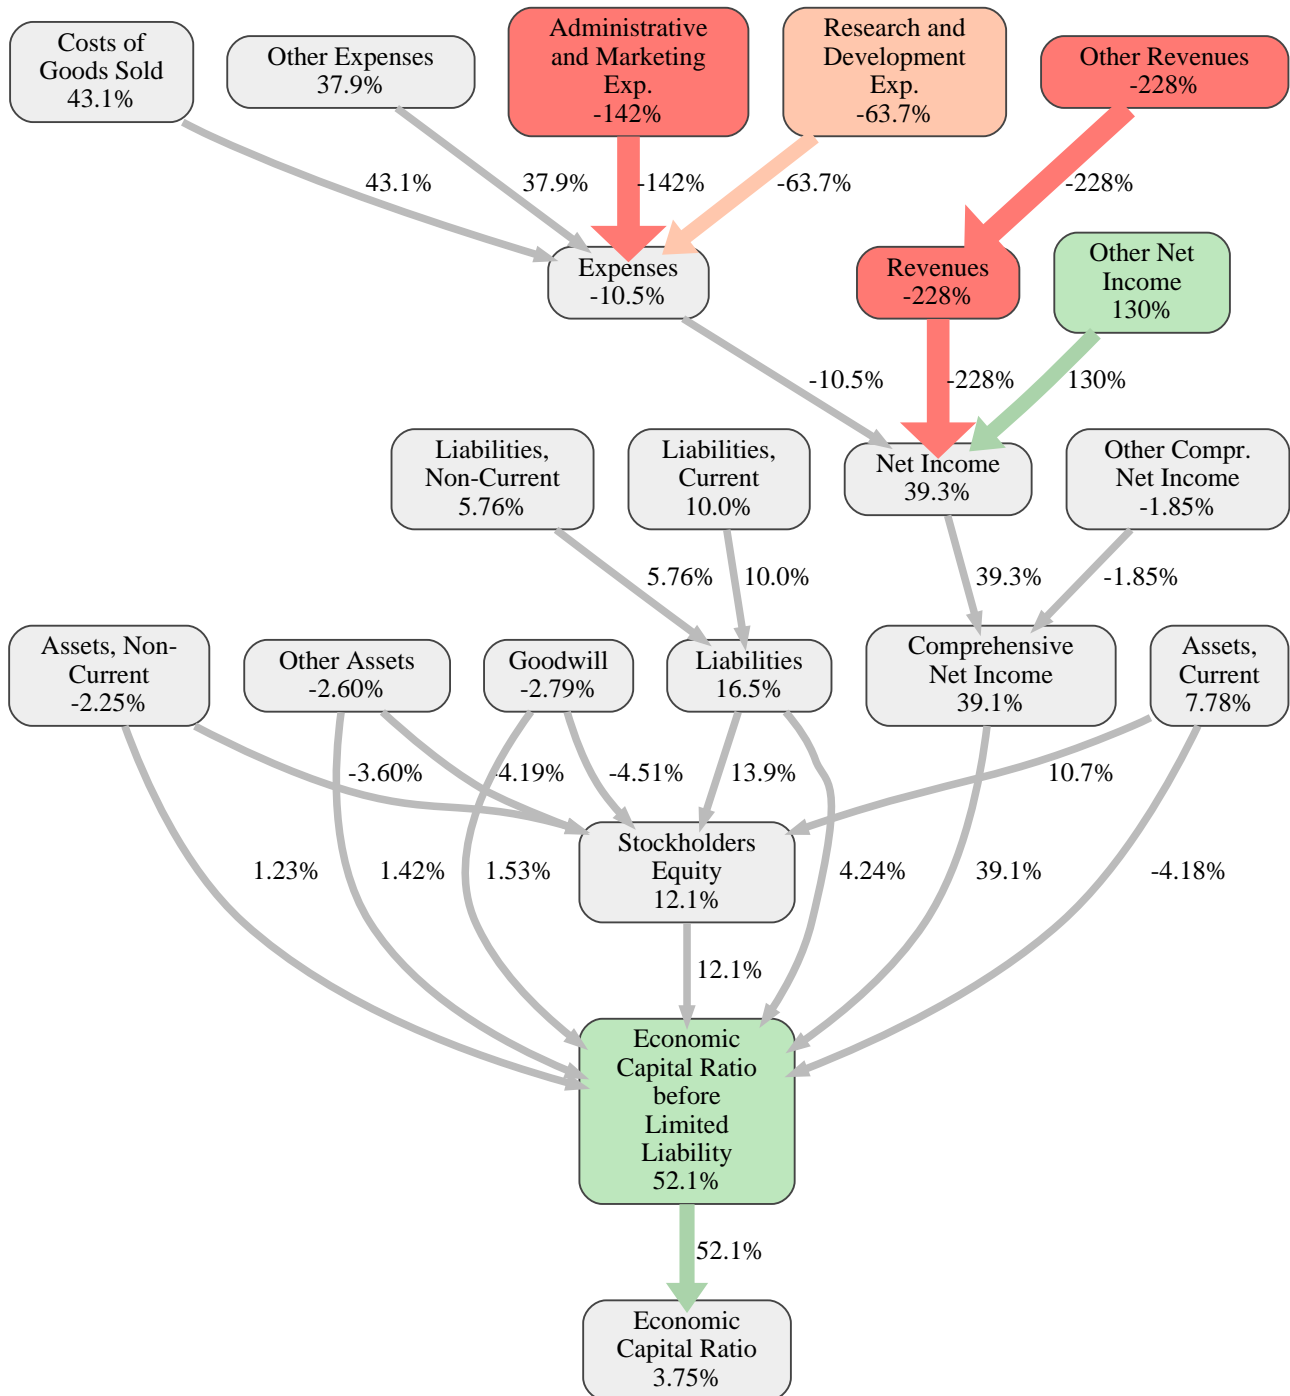 Costs of
Goods Sold
43.1%
Other Expenses
37.9%
Administrative
and Marketing
Exp.
-142%
Research and
Development
Exp.
-63.7%
Other Revenues
-228%
43.1%
37.9%
-142%
-63.7%
-228%
Expenses
-10.5%
Revenues
-228%
Other Net
Income
130%
-10.5%
-228%
130%
Liabilities,
Non-Current
5.76%
Liabilities,
Current
10.0%
Net Income
39.3%
Other Compr.
Net Income
-1.85%
5.76%
10.0%
39.3%
-1.85%
Assets, Non-
Current
-2.25%
Other Assets
-2.60%
Goodwill
-2.79%
Liabilities
16.5%
Comprehensive
Net Income
39.1%
Assets,
Current
7.78%
-3.60%
-4.19%
-4.51%
13.9%
10.7%
Stockholders
Equity
12.1%
1.23%
1.42%
1.53%
4.24%
39.1%
-4.18%
12.1%
Economic
Capital Ratio
before
Limited
Liability
52.1%
52.1%
Economic
Capital Ratio
3.75%